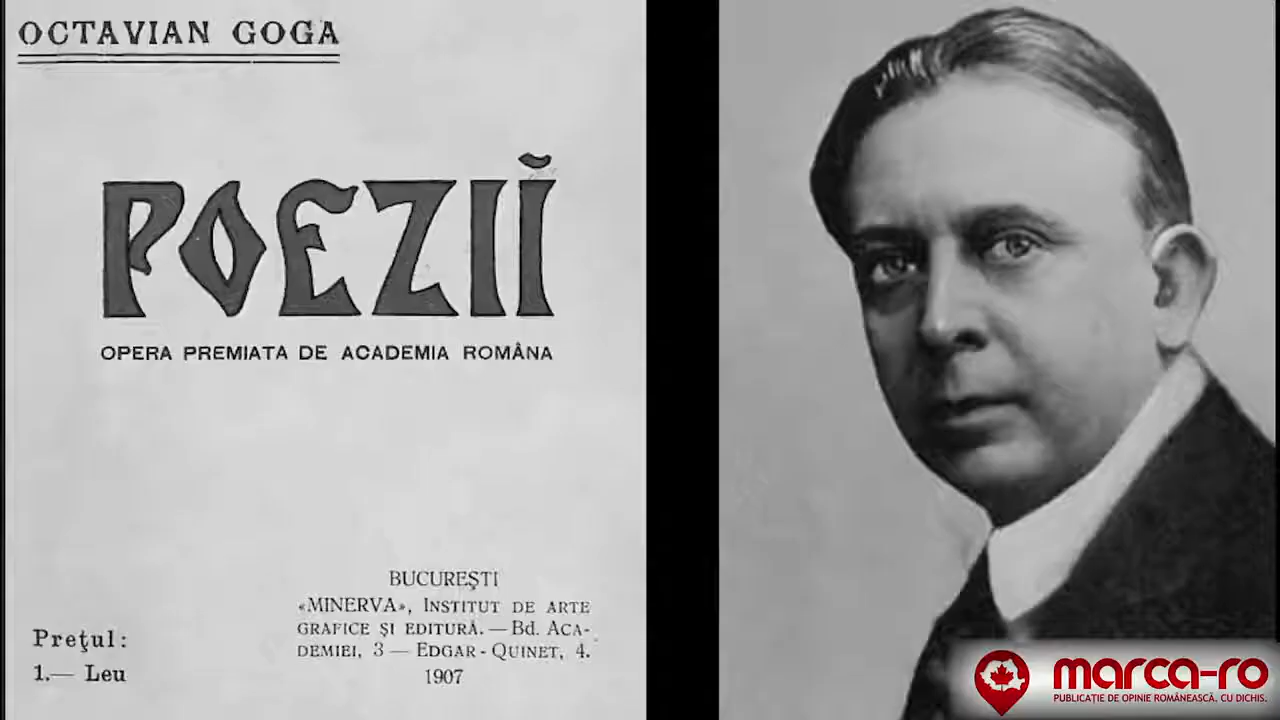 OCTAVIAN GOGA
POEZIĬ
OPERA PREMIATA DE ACADEMIA ROMÂNA
BUCUREŞTI
«MINERVA», INSTITUT DE ARTE
GRAFICE ŞI EDITURĂ. — Bd. ACA-
DEMIEI, 3 — EDGAR-QUINET, 4.
1907
Preţul:
1.— Leu
marca-ro
PUBLICAȚIE DE OPINIE ROMÂNEASCĂ. CU DICHIS.